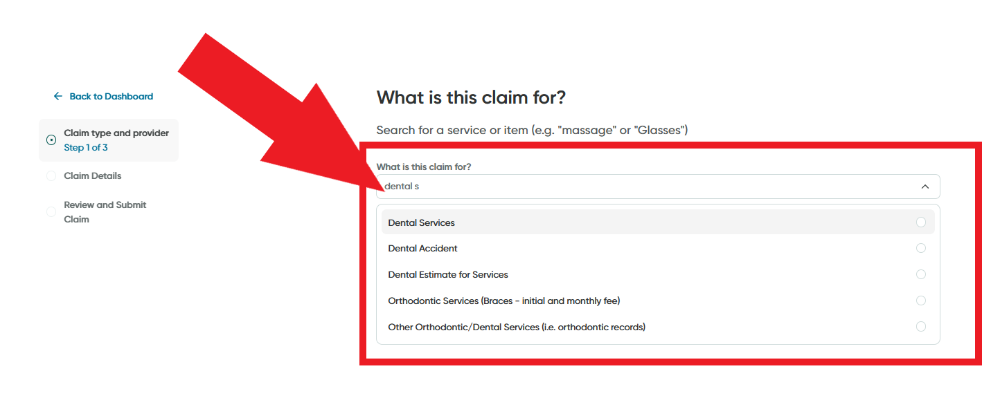 Back to Dashboard
Claim type and provider
Step 1 of 3
Claim Details
Review and Submit
Claim
What is this claim for?
Search for a service or item (e.g. "massage" or "Glasses")
What is this claim for?
dental s
Dental Services
Dental Accident
Dental Estimate for Services
Orthodontic Services (Braces - initial and monthly fee)
Other Orthodontic/Dental Services (i.e. orthodontic records)